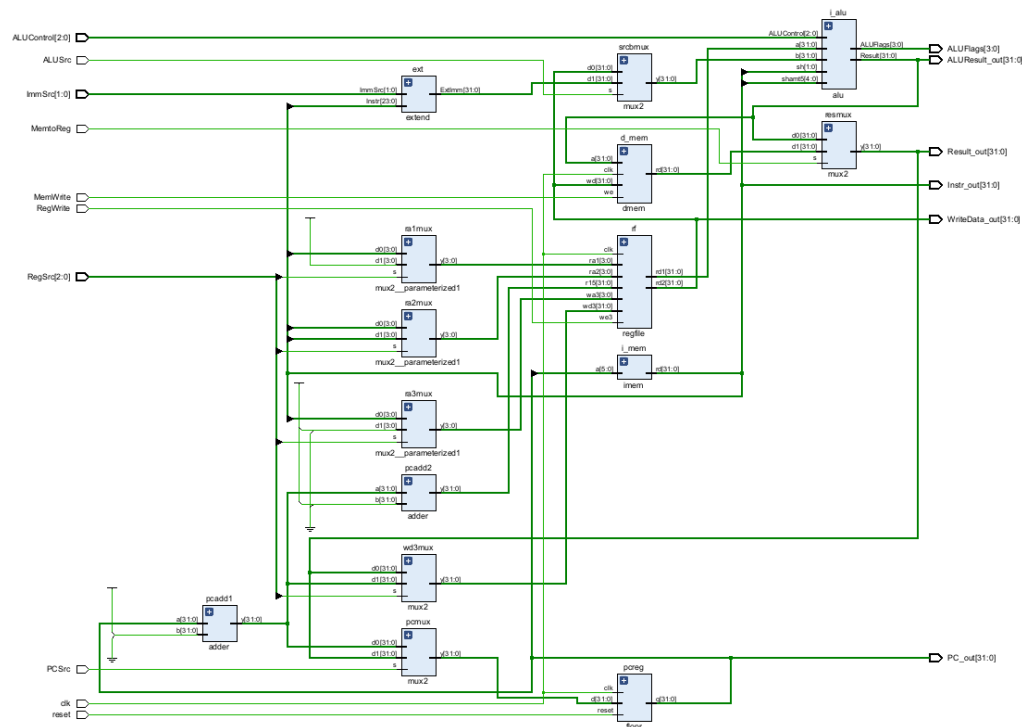 i_alu
ALUControl[2:0]
ALUControl[2:0]
a[31:0]
b[31:0]
sh[1:0]
shamt5[4:0]
ALUFlags[3:0]
Result[31:0]
alu
ALUFlags[3:0]
ALUResult_out[31:0]
ALUSrc
srcbmux
d0[31:0]
d1[31:0]
s
y[31:0]
mux2
ext
ImmSrc[1:0]
ImmSrc[1:0]
Instr[23:0]
ExtImm[31:0]
extend
resmux
d0[31:0]
d1[31:0]
s
y[31:0]
mux2
Result_out[31:0]
MemtoReg
d_mem
a[31:0]
clk
wd[31:0]
we
rd[31:0]
dmem
Instr_out[31:0]
MemWrite
RegWrite
WriteData_out[31:0]
ra1mux
d0[3:0]
d1[3:0]
s
y[3:0]
mux2__parameterized1
rf
clk
ra1[3:0]
ra2[3:0]
r15[31:0]
wa3[3:0]
wd3[31:0]
we3
rd1[31:0]
rd2[31:0]
regfile
RegSrc[2:0]
ra2mux
d0[3:0]
d1[3:0]
s
y[3:0]
mux2__parameterized1
i_mem
a[5:0]
rd[31:0]
imem
ra3mux
d0[3:0]
d1[3:0]
s
y[3:0]
mux2__parameterized1
pcadd2
a[31:0]
b[31:0]
y[31:0]
adder
wd3mux
d0[31:0]
d1[31:0]
s
y[31:0]
mux2
pcadd1
a[31:0]
b[31:0]
y[31:0]
adder
pcmux
d0[31:0]
d1[31:0]
s
y[31:0]
mux2
PCSrc
PC_out[31:0]
pcreg
clk
d[31:0]
reset
q[31:0]
clk
reset